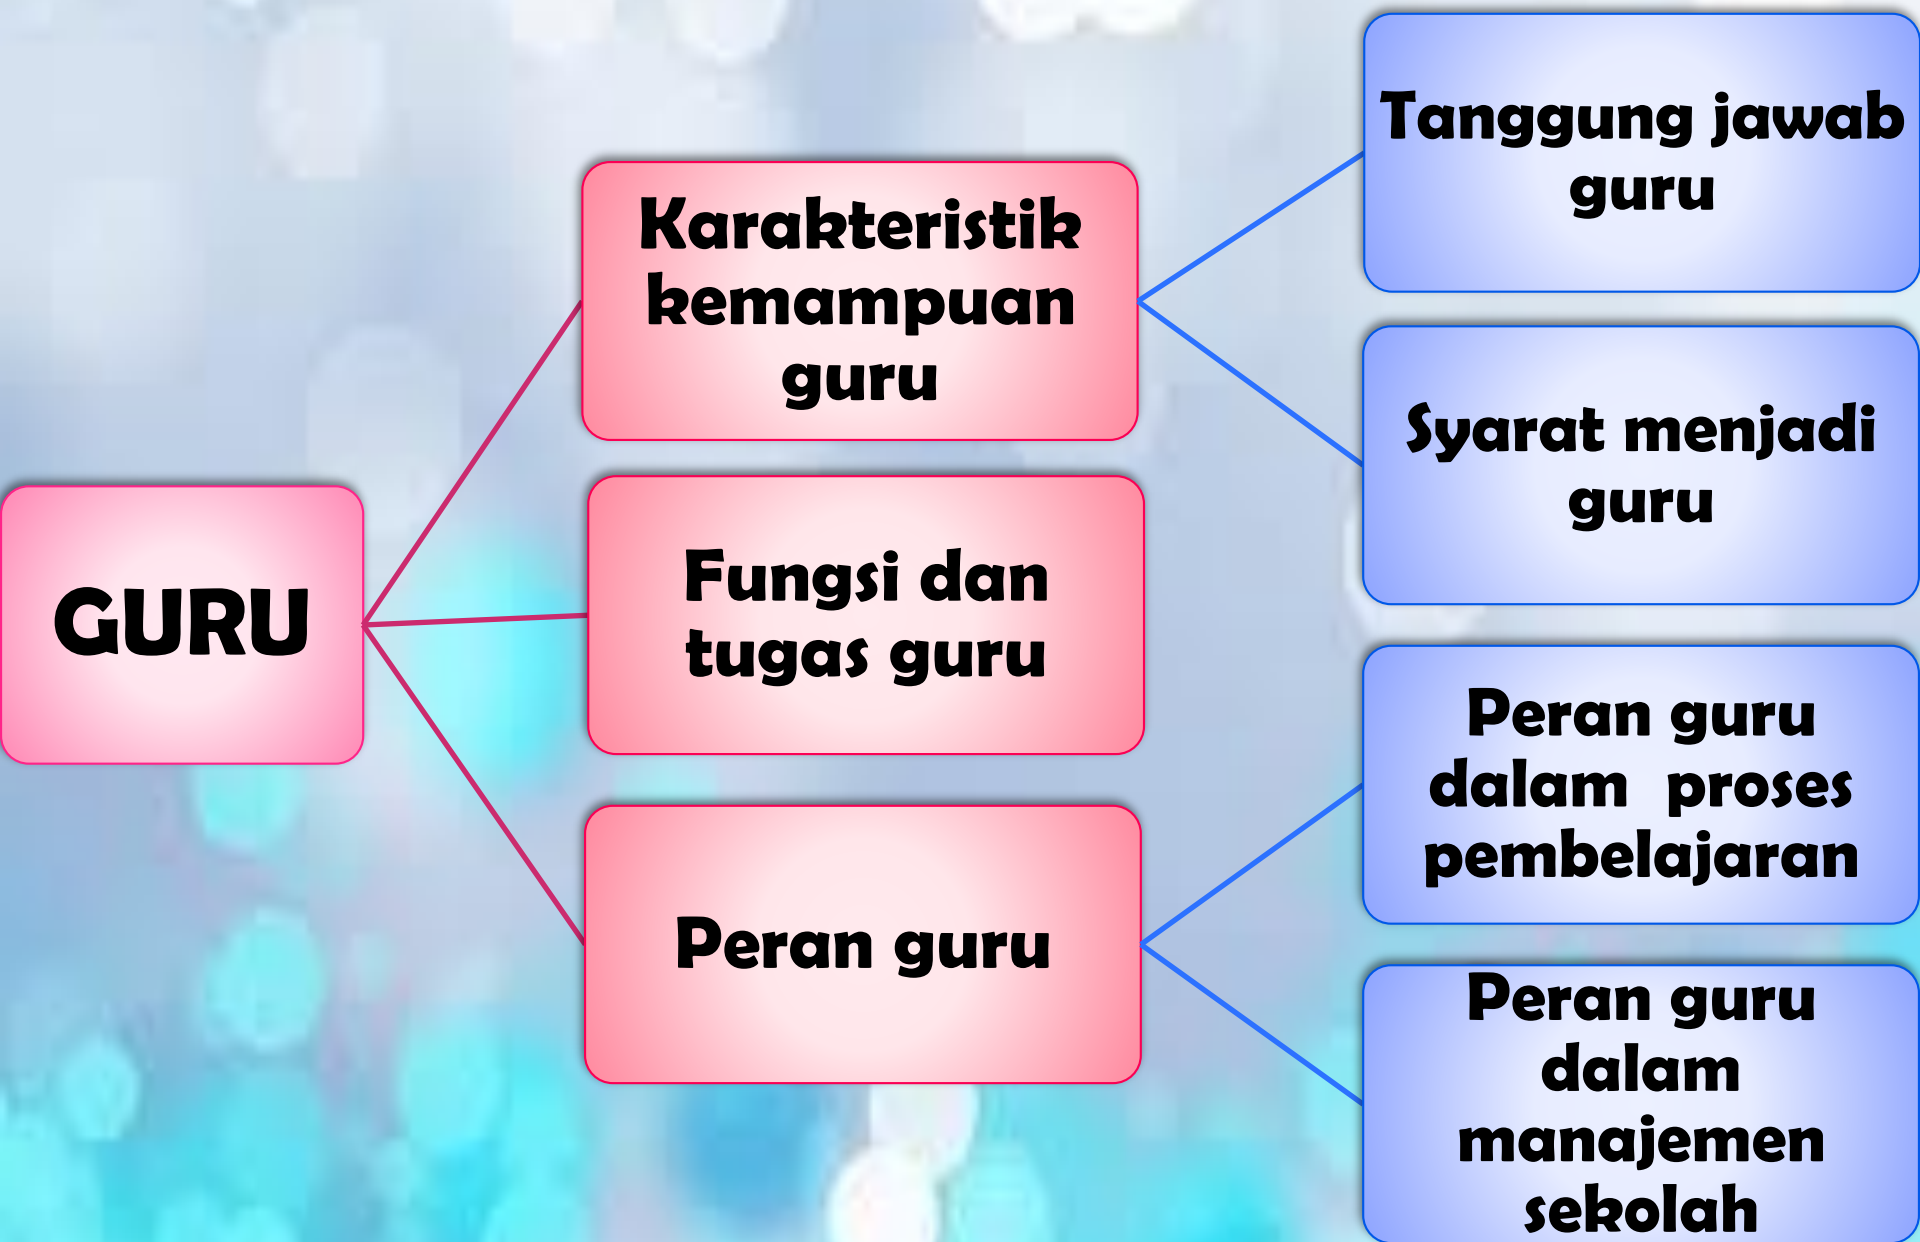 GURU
Karakteristik
kemampuan
guru
Fungsi dan
tugas guru
Peran guru
Tanggung jawab
guru
Syarat menjadi
guru
Peran guru
dalam  proses
pembelajaran
Peran guru
dalam
manajemen
sekolah